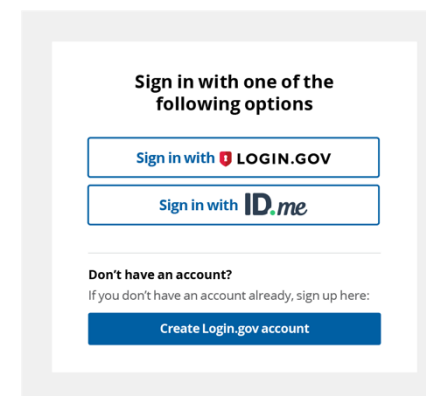 Sign in with one of the
following options
Sign in with LOGIN.GOV
Sign in with ID.me
Don’t have an account?
If you don’t have an account already, sign up here:
Create Login.gov account